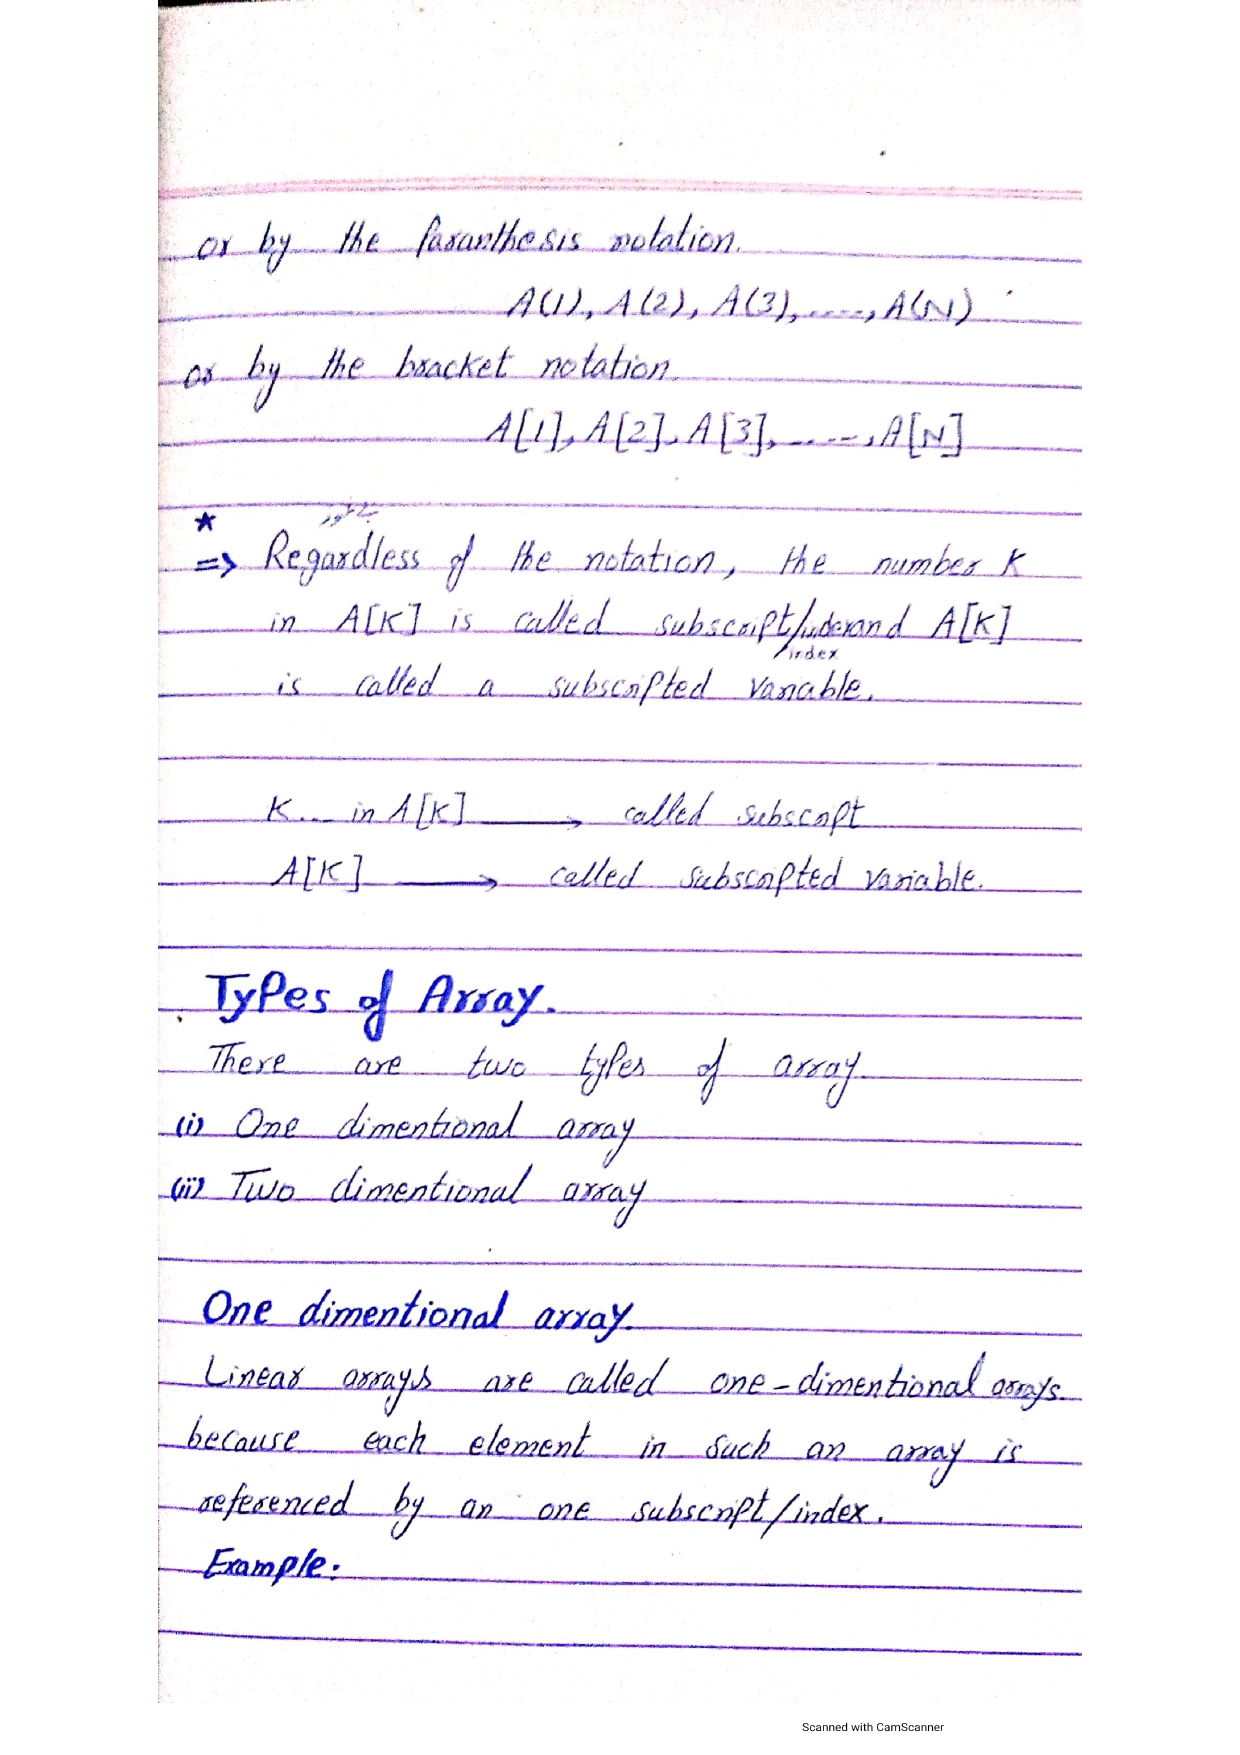 or by the Paranthesis notation.
A(1), A(2), A(3), ...., A(N)
or by the bracket notation.
A[1], A[2], A[3], ....., A[N]
*
=> Regardless of the notation, the number K
in A[K] is called subscript/ and A[K]
index
is called a subscripted variable.
K... in A[K] → called subscript
A[K] → called subscripted variable.
Types of Array.
There are two types of array
(i) One dimentional array
(ii) Two dimentional array
One dimentional array.
Linear arrays are called one-dimentional arrays
because each element in such an array is
referenced by an one subscript/index.
Example:
Scanned with CamScanner